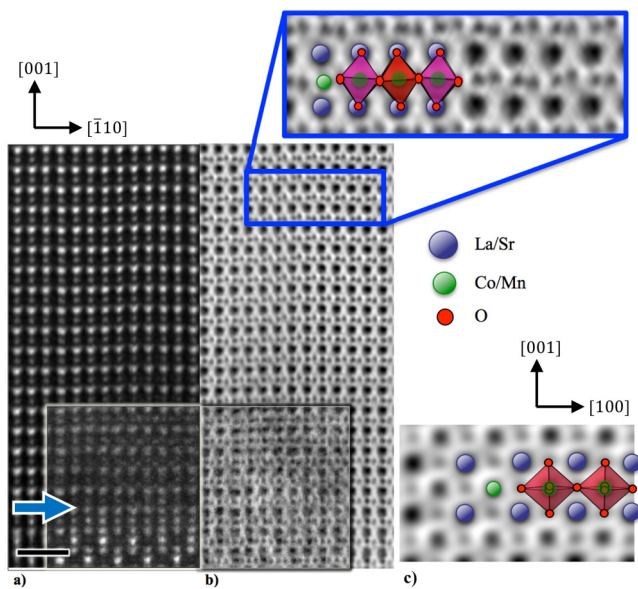 [001]
[1̅10]
La/Sr
Co/Mn
O
[001]
[100]
a)
b)
c)